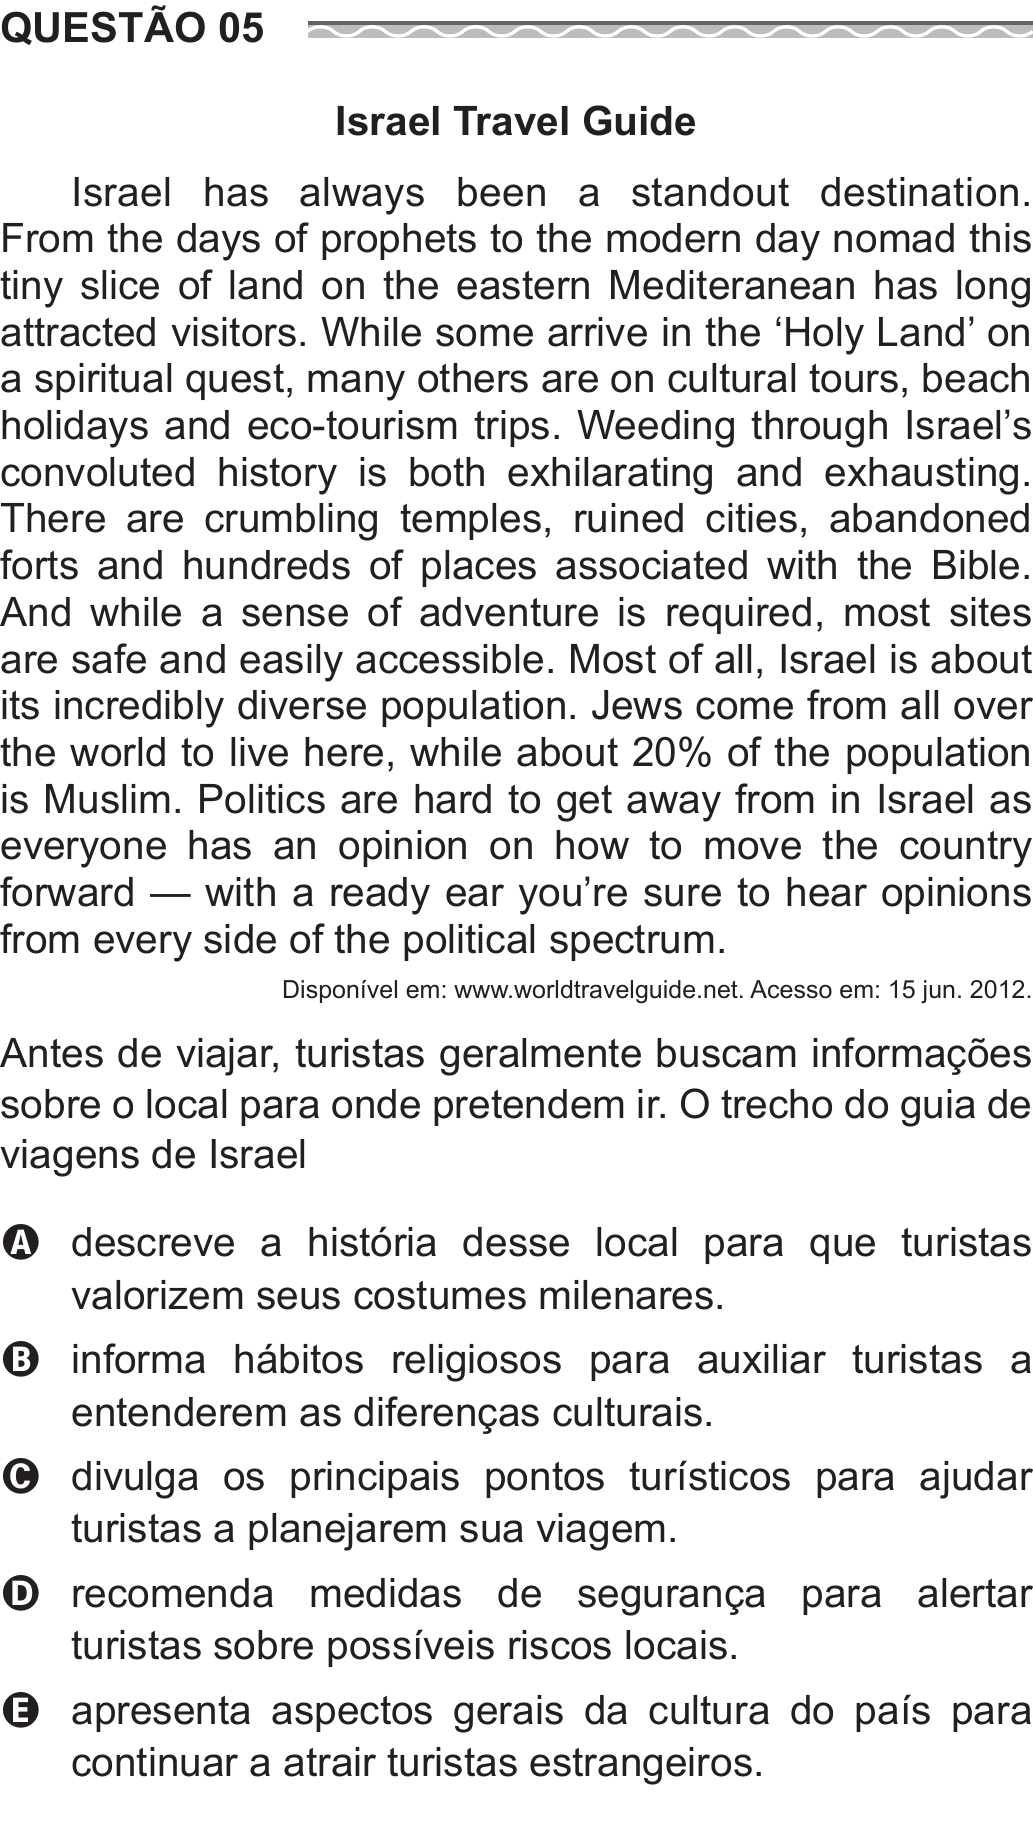 QUESTÃO 05
Israel Travel Guide
Israel has always been a standout destination.
From the days of prophets to the modern day nomad this
tiny slice of land on the eastern Mediteranean has long
attracted visitors. While some arrive in the ‘Holy Land’ on
a spiritual quest, many others are on cultural tours, beach
holidays and eco-tourism trips. Weeding through Israel’s
convoluted history is both exhilarating and exhausting.
There are crumbling temples, ruined cities, abandoned
forts and hundreds of places associated with the Bible.
And while a sense of adventure is required, most sites
are safe and easily accessible. Most of all, Israel is about
its incredibly diverse population. Jews come from all over
the world to live here, while about 20% of the population
is Muslim. Politics are hard to get away from in Israel as
everyone has an opinion on how to move the country
forward — with a ready ear you’re sure to hear opinions
from every side of the political spectrum.
Disponível em: www.worldtravelguide.net. Acesso em: 15 jun. 2012.
Antes de viajar, turistas geralmente buscam informações
sobre o local para onde pretendem ir. O trecho do guia de
viagens de Israel
A descreve a história desse local para que turistas
valorizem seus costumes milenares.
B informa hábitos religiosos para auxiliar turistas a
entenderem as diferenças culturais.
C divulga os principais pontos turísticos para ajudar
turistas a planejarem sua viagem.
D recomenda medidas de segurança para alertar
turistas sobre possíveis riscos locais.
E apresenta aspectos gerais da cultura do país para
continuar a atrair turistas estrangeiros.